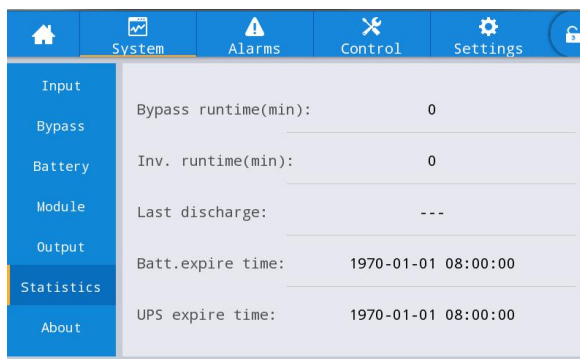 System Alarms Control Settings
Input
Bypass
Battery
Module
Output
Statistics
About
Bypass runtime(min): 0
Inv. runtime(min): 0
Last discharge: ---
Batt.expire time: 1970-01-01 08:00:00
UPS expire time: 1970-01-01 08:00:00